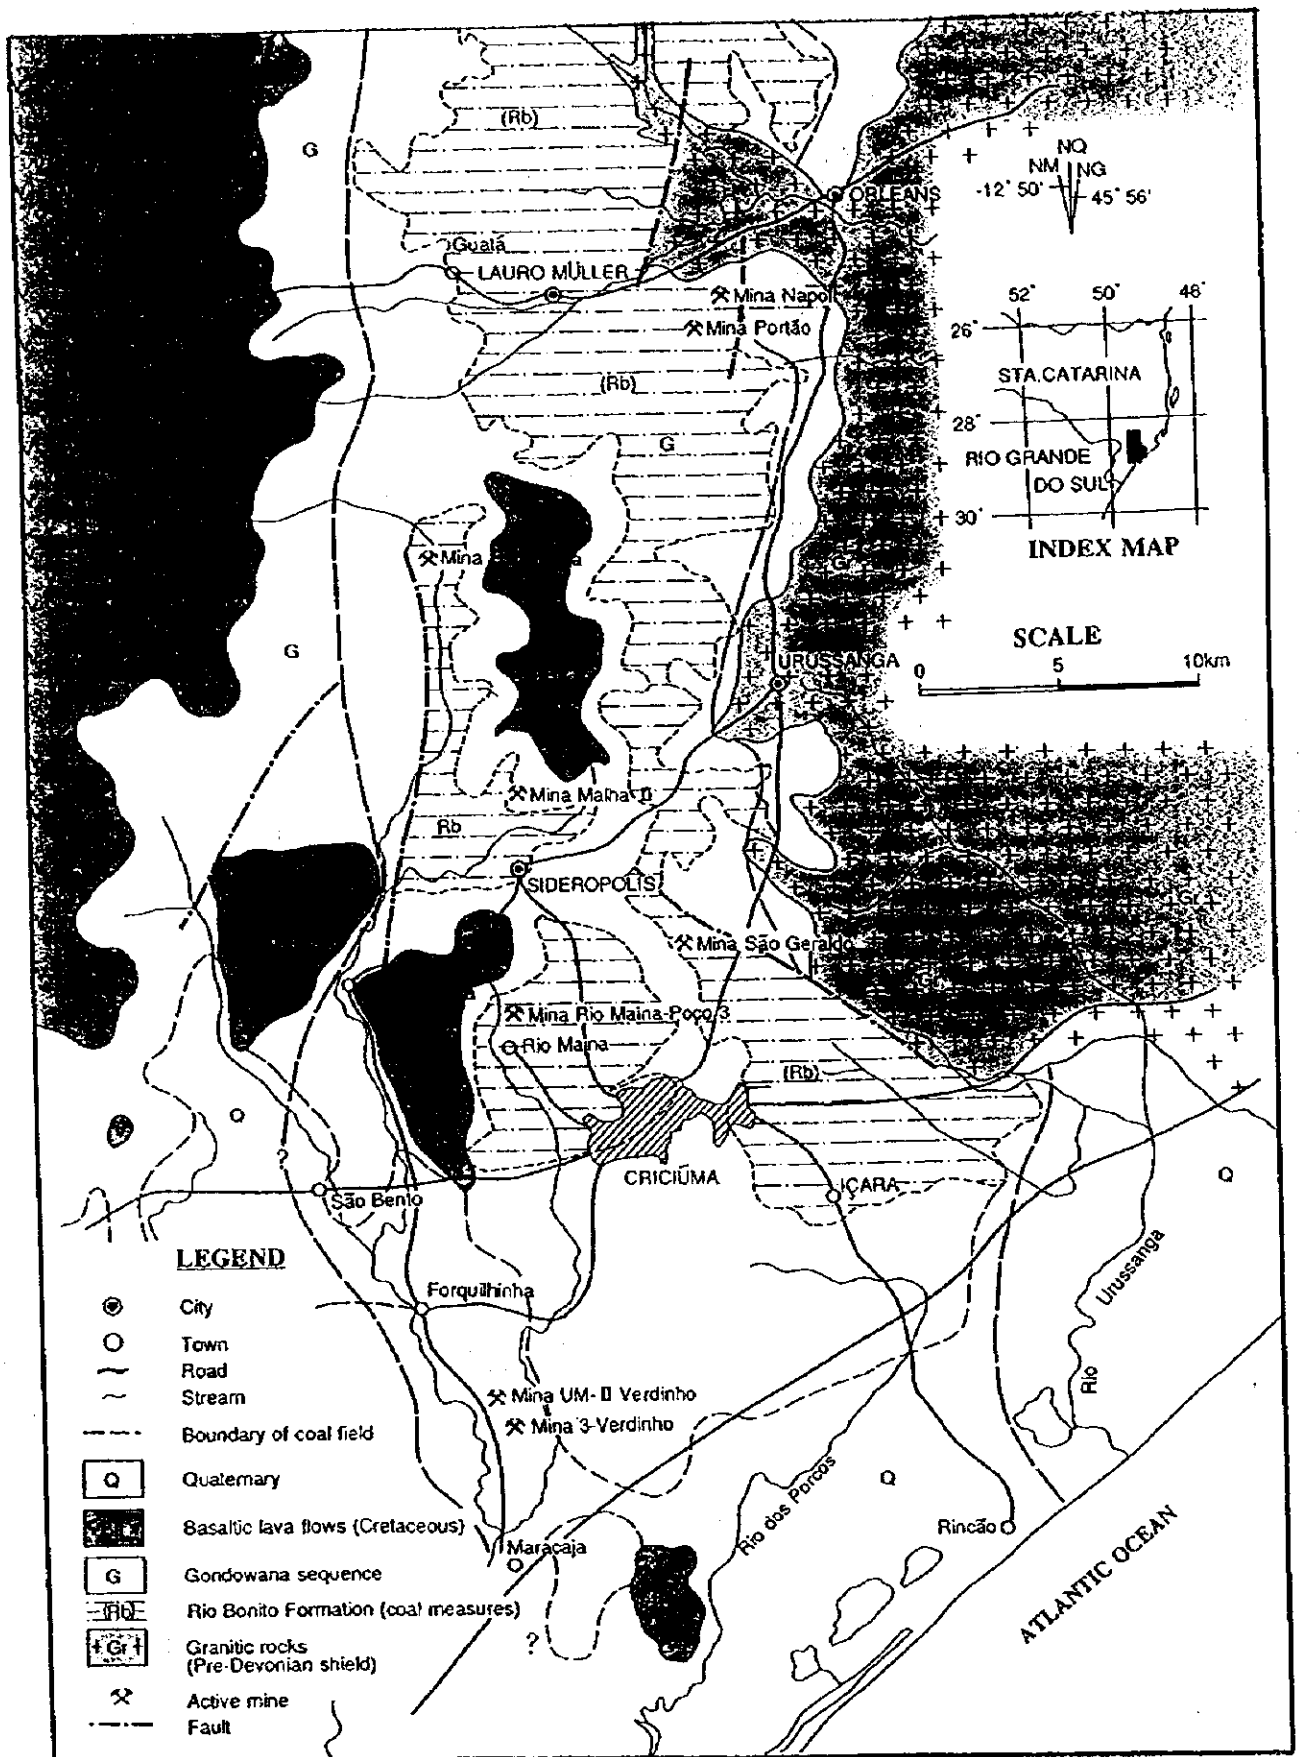 (Rb)
G
NQ
NM
NG
-12° 50'
45° 56'
ORLEANS
Guatá
LAURO MÜLLER
Mina Napoli
Mina Portão
(Rb)
G
52°
50°
48°
26°
STA.CATARINA
28°
RIO GRANDE
DO SUL
30°
INDEX MAP
Mina
G
SCALE
0
5
10km
URUSSANGA
Mina Malha-II
Rb
SIDEROPOLIS
Gr
Mina São Geraldo
Mina Rio Maina-Poço 3
Rio Maina
(Rb)
Q
?
CRICIÚMA
IÇARA
Q
São Bento
Forquilhinha
Rio
Urussanga
Mina UM-II Verdinho
Mina 3-Verdinho
Rio dos Porcos
Q
Rincão
Maracaja
?
ATLANTIC OCEAN
LEGEND
City
Town
Road
Stream
Boundary of coal field
Q
Quaternary
Basaltic lava flows (Cretaceous)
G
Gondowana sequence
(Rb)
Rio Bonito Formation (coal measures)
Gr
Granitic rocks
(Pre-Devonian shield)
Active mine
Fault